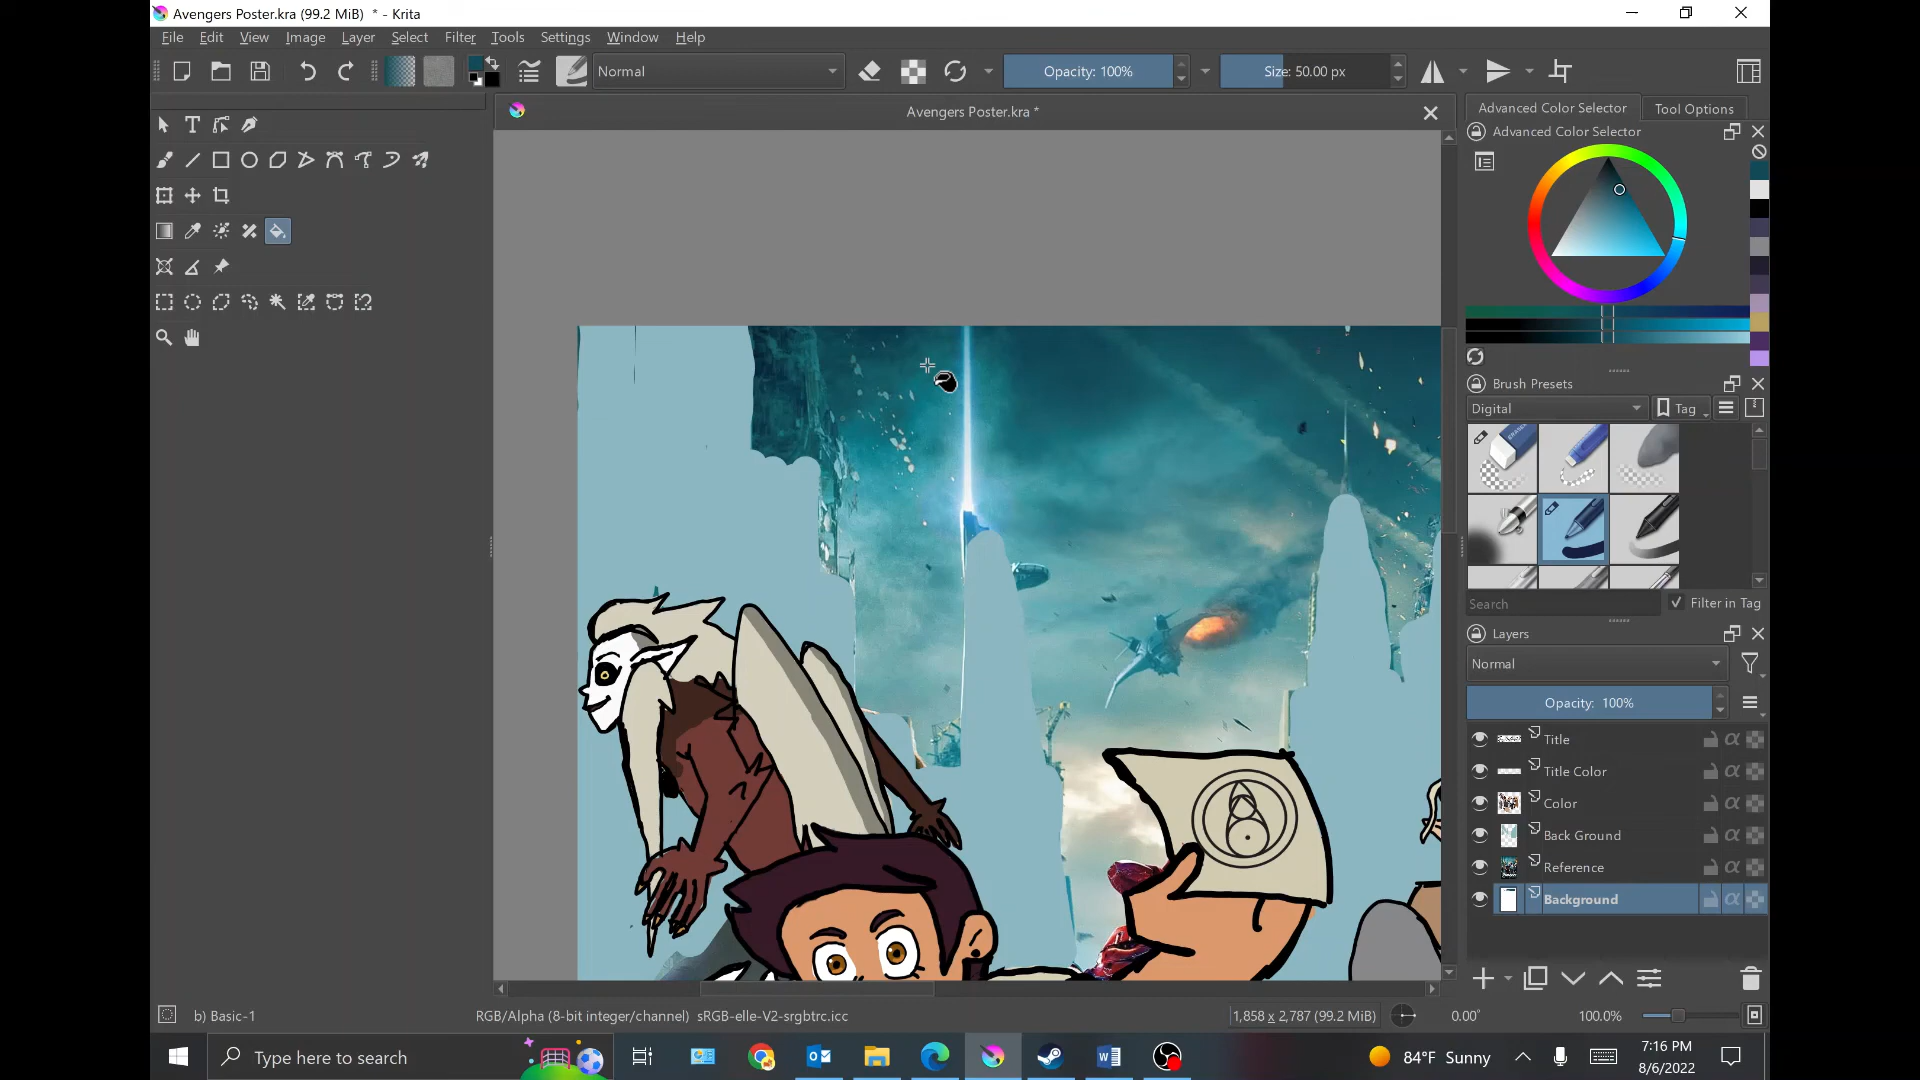 Avengers Poster.kra (99.2 MiB)  * - Krita
File Edit View Image Layer Select Filter Tools Settings Window Help
Normal
Opacity: 100%
Size: 50.00 px
Avengers Poster.kra *
Advanced Color Selector
Tool Options
Advanced Color Selector
Brush Presets
Digital
Tag
Search
Filter in Tag
Layers
Normal
Opacity: 100%
Title
Title Color
Color
Back Ground
Reference
Background
b) Basic-1
RGB/Alpha (8-bit integer/channel) sRGB-elle-V2-srgbtrc.icc
1,858 x 2,787 (99.2 MiB)
0.00°
100.0%
Type here to search
84°F Sunny
7:16 PM
8/6/2022